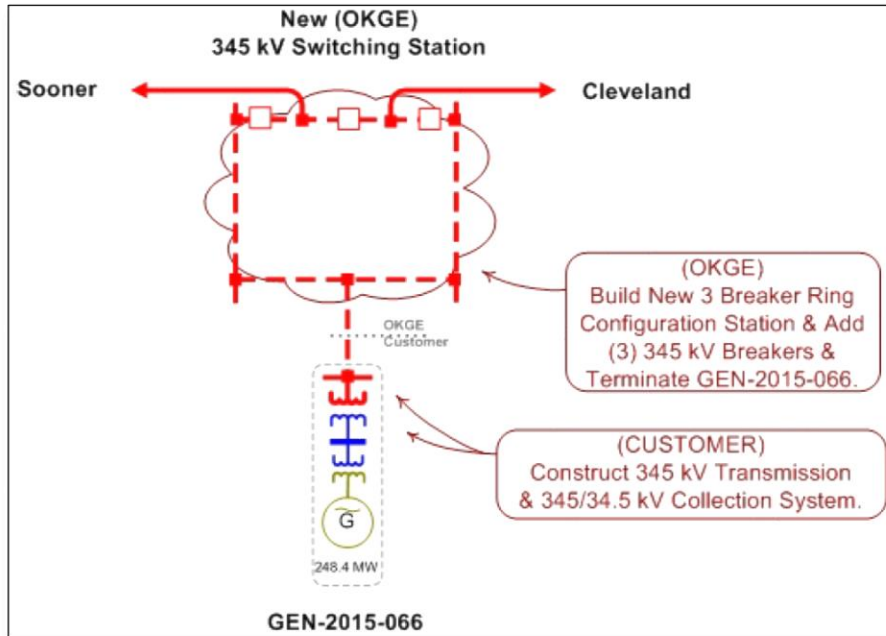 New (OKGE)
345 kV Switching Station
Sooner
Cleveland
(OKGE)
Build New 3 Breaker Ring
Configuration Station & Add
(3) 345 kV Breakers &
Terminate GEN-2015-066.
OKGE
Customer
(CUSTOMER)
Construct 345 kV Transmission
& 345/34.5 kV Collection System.
G
248.4 MW
GEN-2015-066